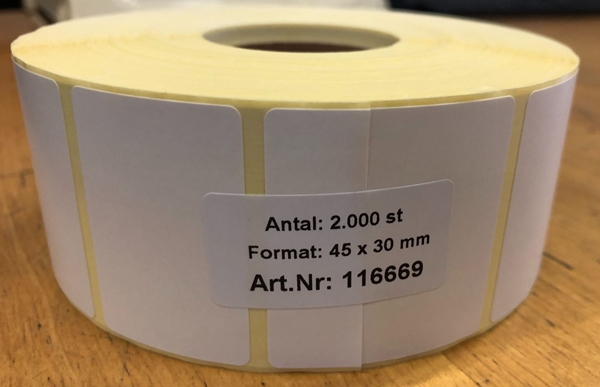 Antal: 2.000 st
Format: 45 x 30 mm
Art.Nr: 116669